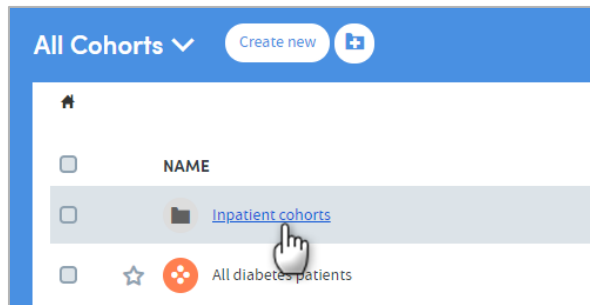 All Cohorts Create new
NAME
Inpatient cohorts
All diabetes patients